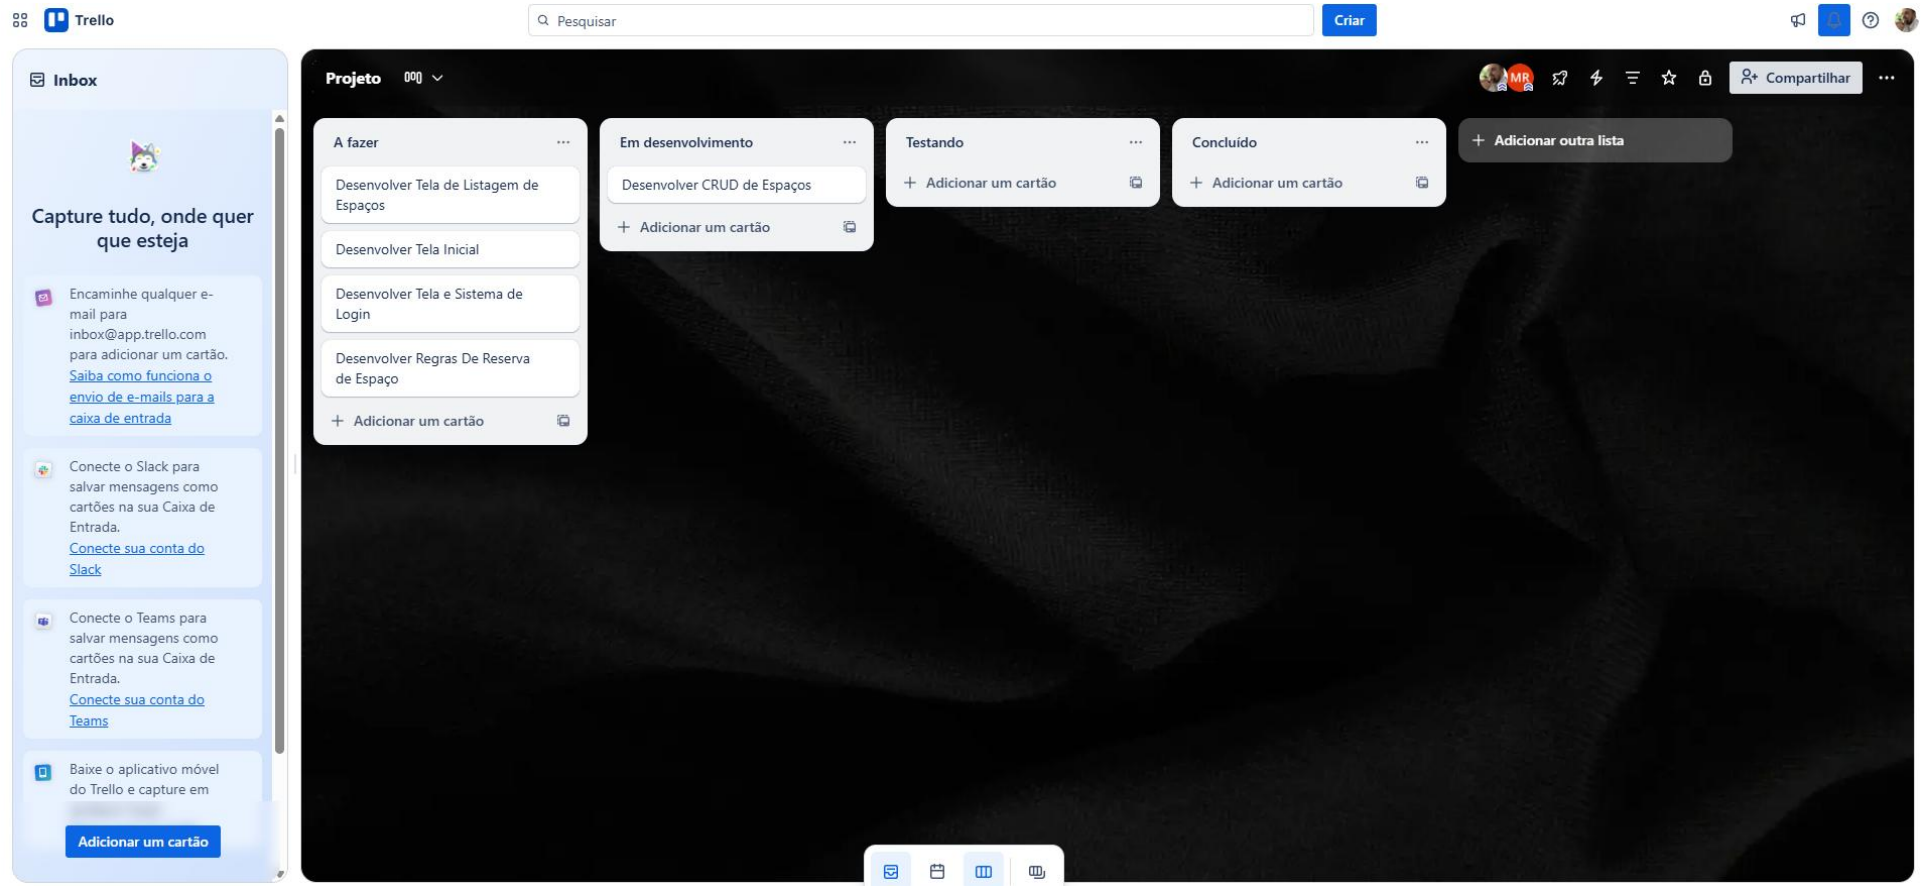 Trello
Pesquisar
Criar
Inbox
Capture tudo, onde quer
que esteja
Encaminhe qualquer e-
mail para
inbox@app.trello.com
para adicionar um cartão.
Saiba como funciona o
envio de e-mails para a
caixa de entrada
Conecte o Slack para
salvar mensagens como
cartões na sua Caixa de
Entrada.
Conecte sua conta do
Slack
Conecte o Teams para
salvar mensagens como
cartões na sua Caixa de
Entrada.
Conecte sua conta do
Teams
Baixe o aplicativo móvel
do Trello e capture em
Adicionar um cartão
Projeto
MR
Compartilhar
A fazer
Desenvolver Tela de Listagem de
Espaços
Desenvolver Tela Inicial
Desenvolver Tela e Sistema de
Login
Desenvolver Regras De Reserva
de Espaço
+ Adicionar um cartão
Em desenvolvimento
Desenvolver CRUD de Espaços
+ Adicionar um cartão
Testando
+ Adicionar um cartão
Concluído
+ Adicionar um cartão
+ Adicionar outra lista